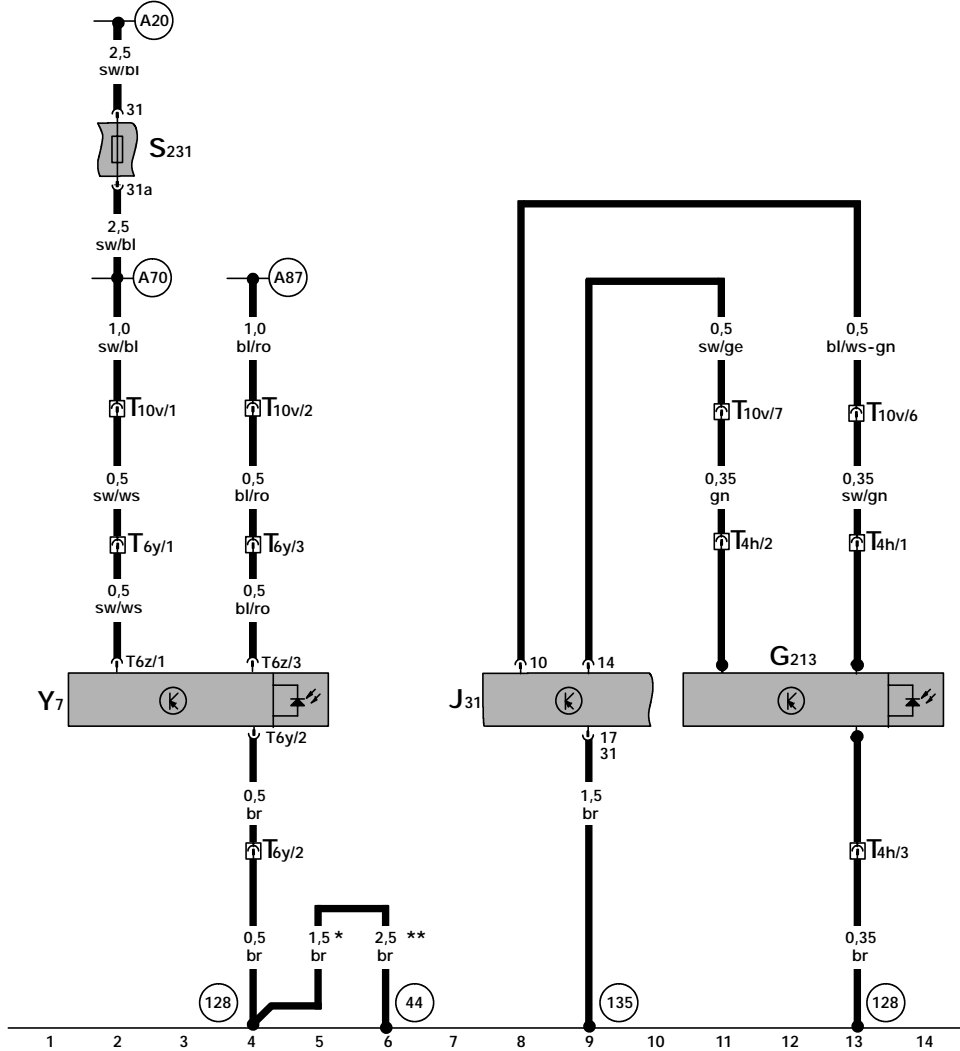 A20
2,5
sw/bl
31
S231
31a
2,5
sw/bl
A70
A87
1,0
sw/bl
1,0
bl/ro
0,5
sw/ge
0,5
bl/ws-gn
T10v/1
T10v/2
T10v/7
T10v/6
0,5
sw/ws
0,5
bl/ro
0,35
gn
0,35
sw/gn
T6y/1
T6y/3
T4h/2
T4h/1
0,5
sw/ws
0,5
bl/ro
T6z/1
T6z/3
10
14
G213
Y7
J31
T6y/2
17
31
0,5
br
1,5
br
T6y/2
T4h/3
0,5
br
1,5 *
br
2,5 **
br
0,35
br
128
44
135
128
1 2 3 4 5 6 7 8 9 10 11 12 13 14